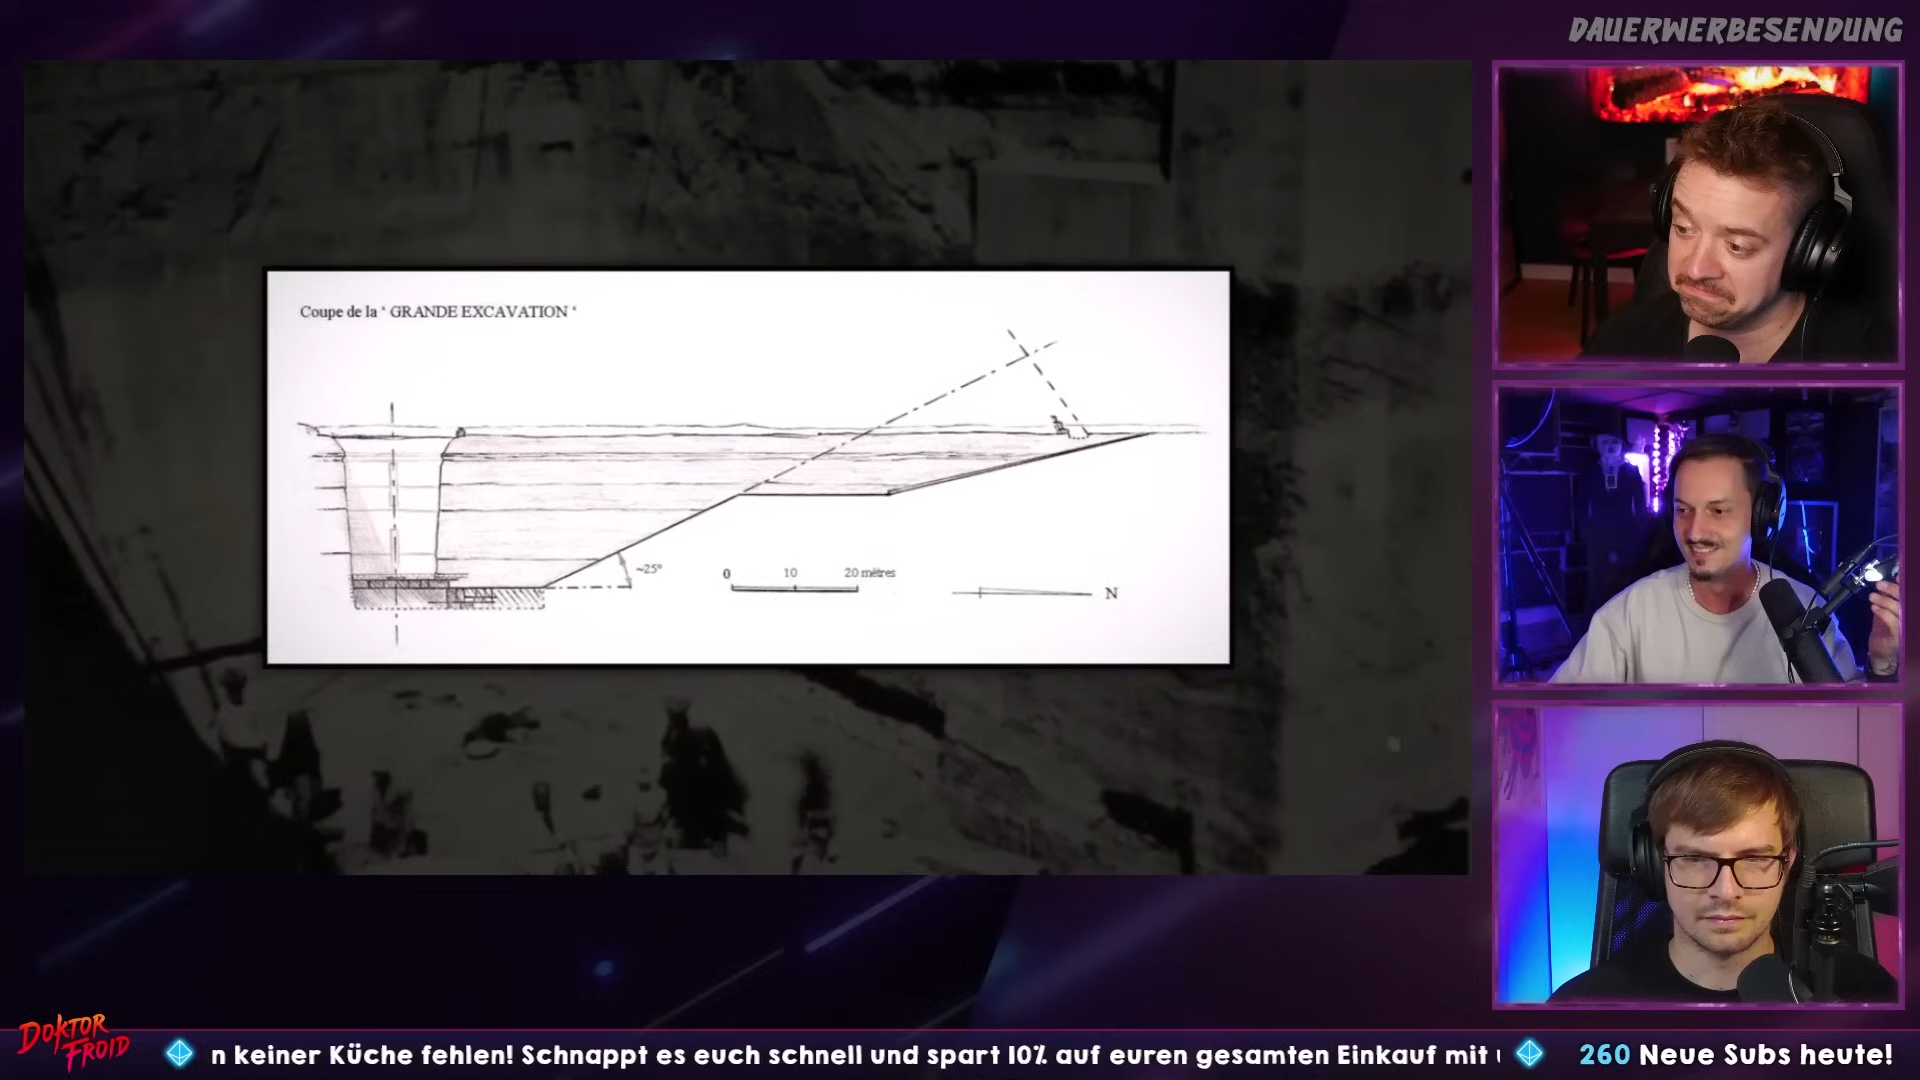 DAUERWERBESENDUNG
Coupe de la ' GRANDE EXCAVATION '
~25°
0 10 20 mètres
N
DOKTOR
FROID
n keiner Küche fehlen! Schnappt es euch schnell und spart 10% auf euren gesamten Einkauf mit
260 Neue Subs heute!